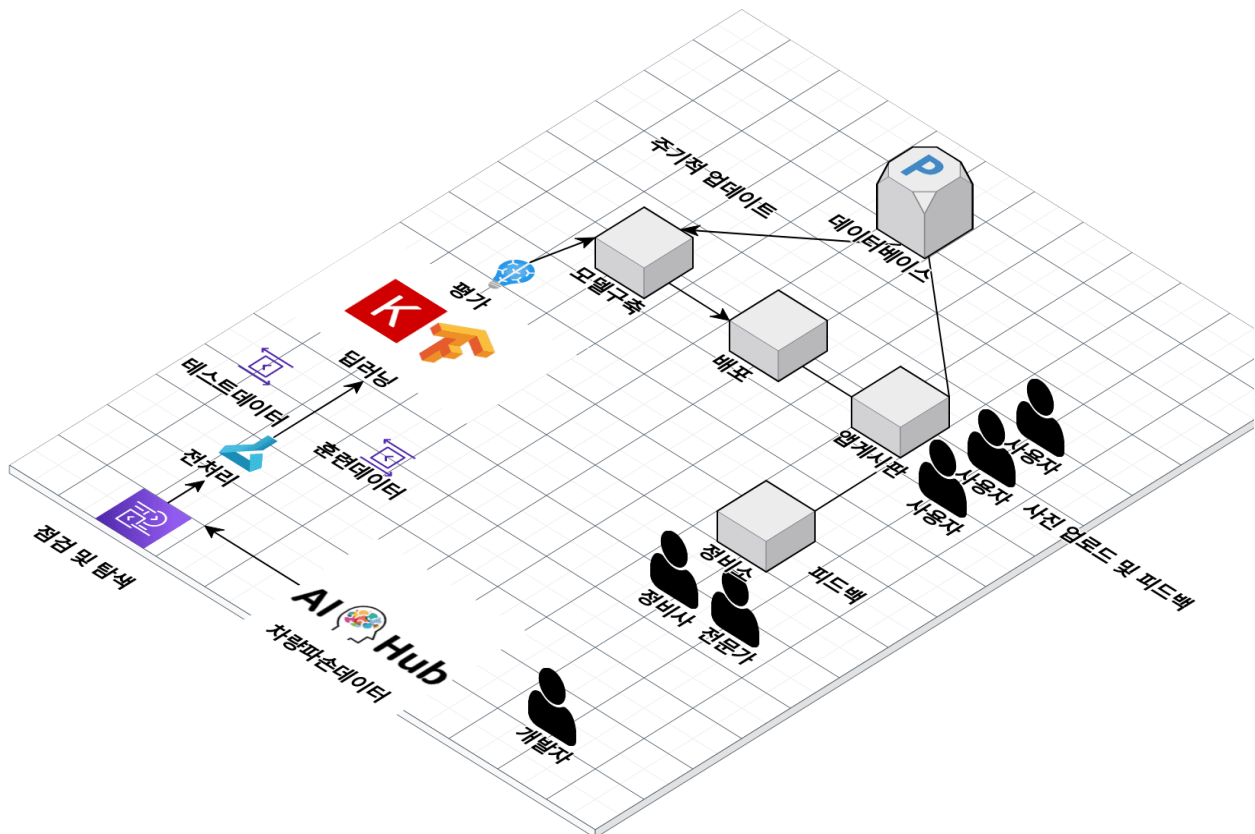 주기적 업데이트
P
데이터베이스
모델구축
평가
K
딥러닝
배포
테스트데이터
앱게시판
전처리
훈련데이터
사용자
사용자
사용자
사진 업로드 및 피드백
점검 및 탐색
정비소
피드백
정비사
전문가
AI Hub
차량파손데이터
개발자